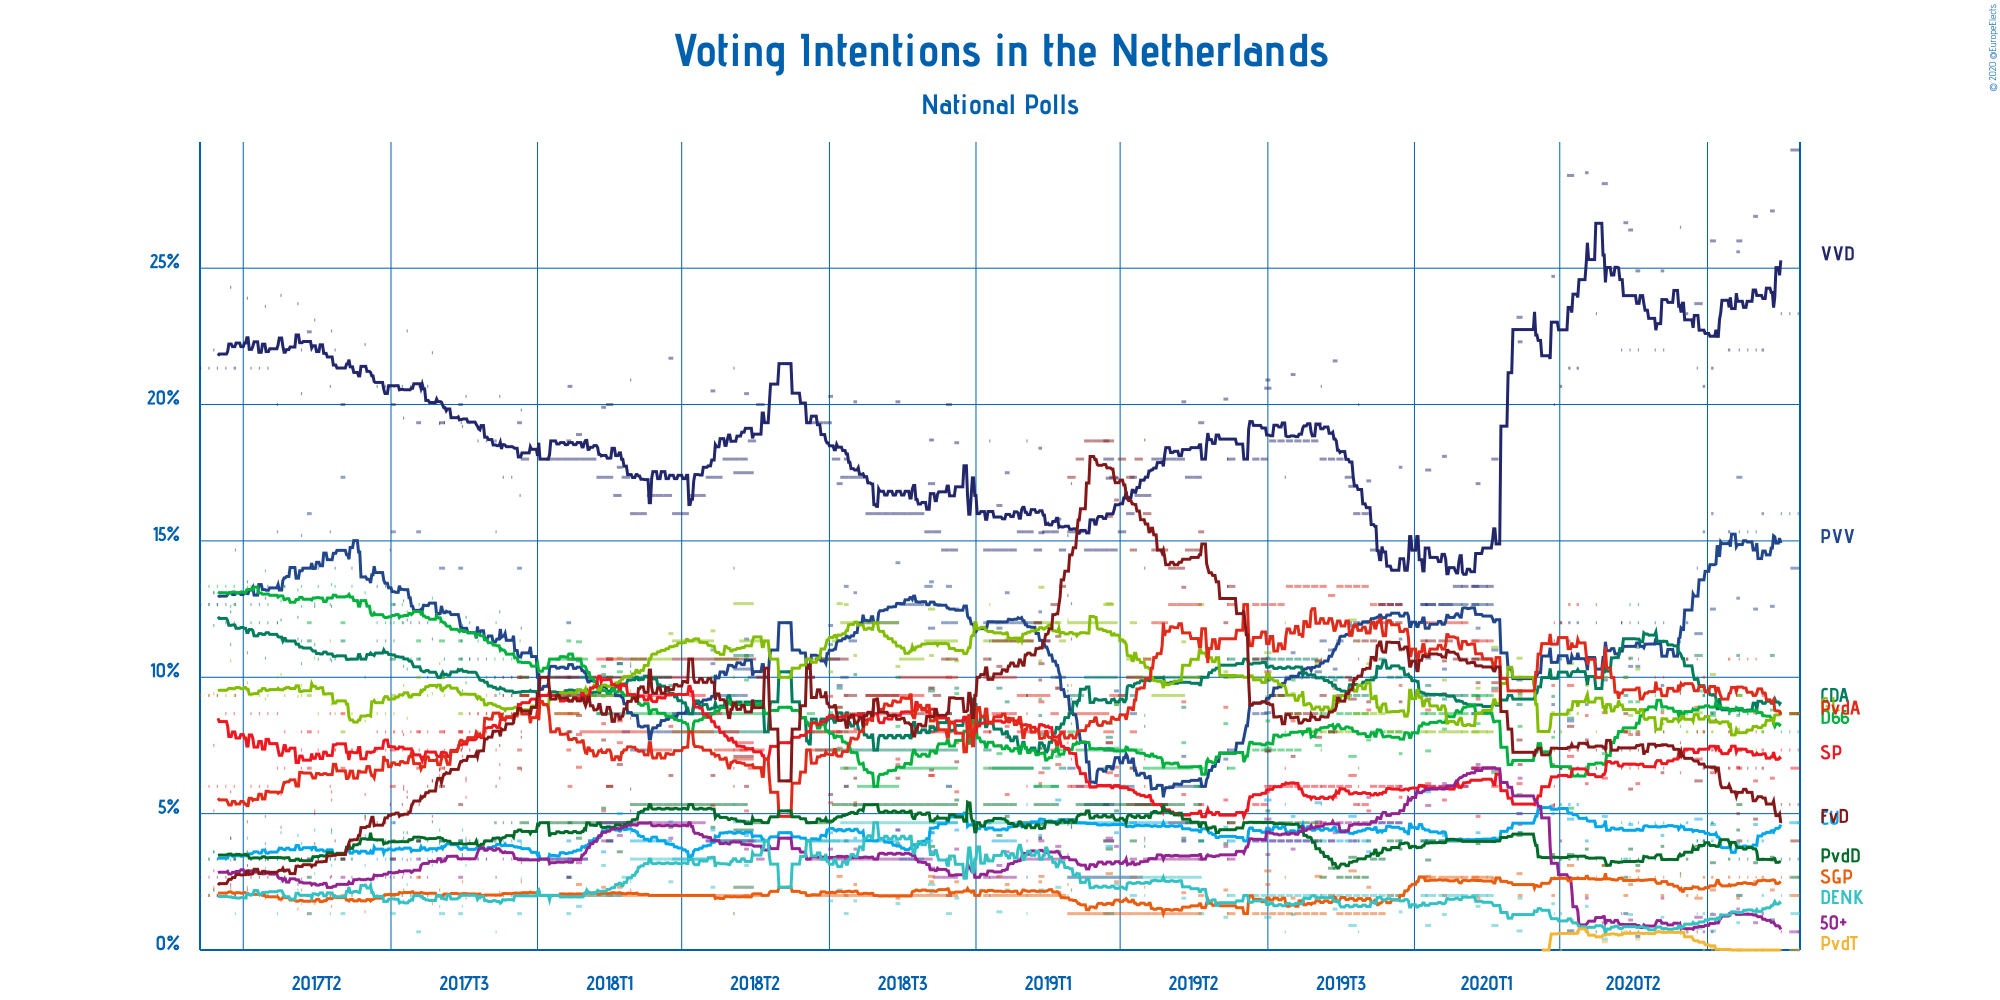 © 2020 @EuropeElects
Voting Intentions in the Netherlands
National Polls
25%
20%
15%
10%
5%
0%
VVD
PVV
CDA
PvdA
D66
SP
FvD
PvdD
SGP
DENK
50+
PvdT
2017T2 2017T3 2018T1 2018T2 2018T3 2019T1 2019T2 2019T3 2020T1 2020T2